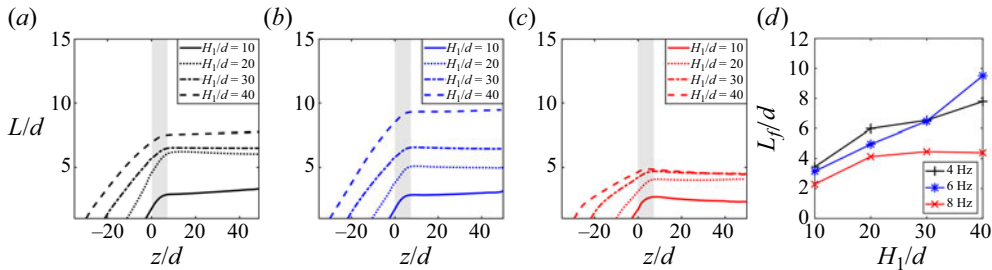 (a)
15
10
5
L/d
−20
0
20
40
z/d
H1/d = 10
H1/d = 20
H1/d = 30
H1/d = 40
(b)
15
10
5
−20
0
20
40
z/d
H1/d = 10
H1/d = 20
H1/d = 30
H1/d = 40
(c)
15
10
5
−20
0
20
40
z/d
H1/d = 10
H1/d = 20
H1/d = 30
H1/d = 40
(d)
12
10
8
6
4
2
0
Lf/d
10
20
30
40
H1/d
4 Hz
6 Hz
8 Hz